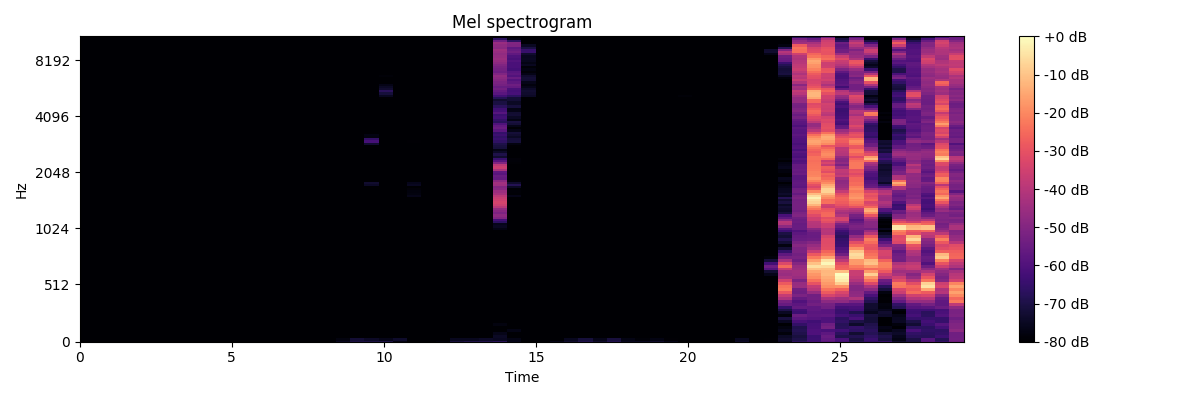 Mel spectrogram
8192
4096
2048
1024
512
0
Hz
0 5 10 15 20 25
Time
+0 dB
-10 dB
-20 dB
-30 dB
-40 dB
-50 dB
-60 dB
-70 dB
-80 dB